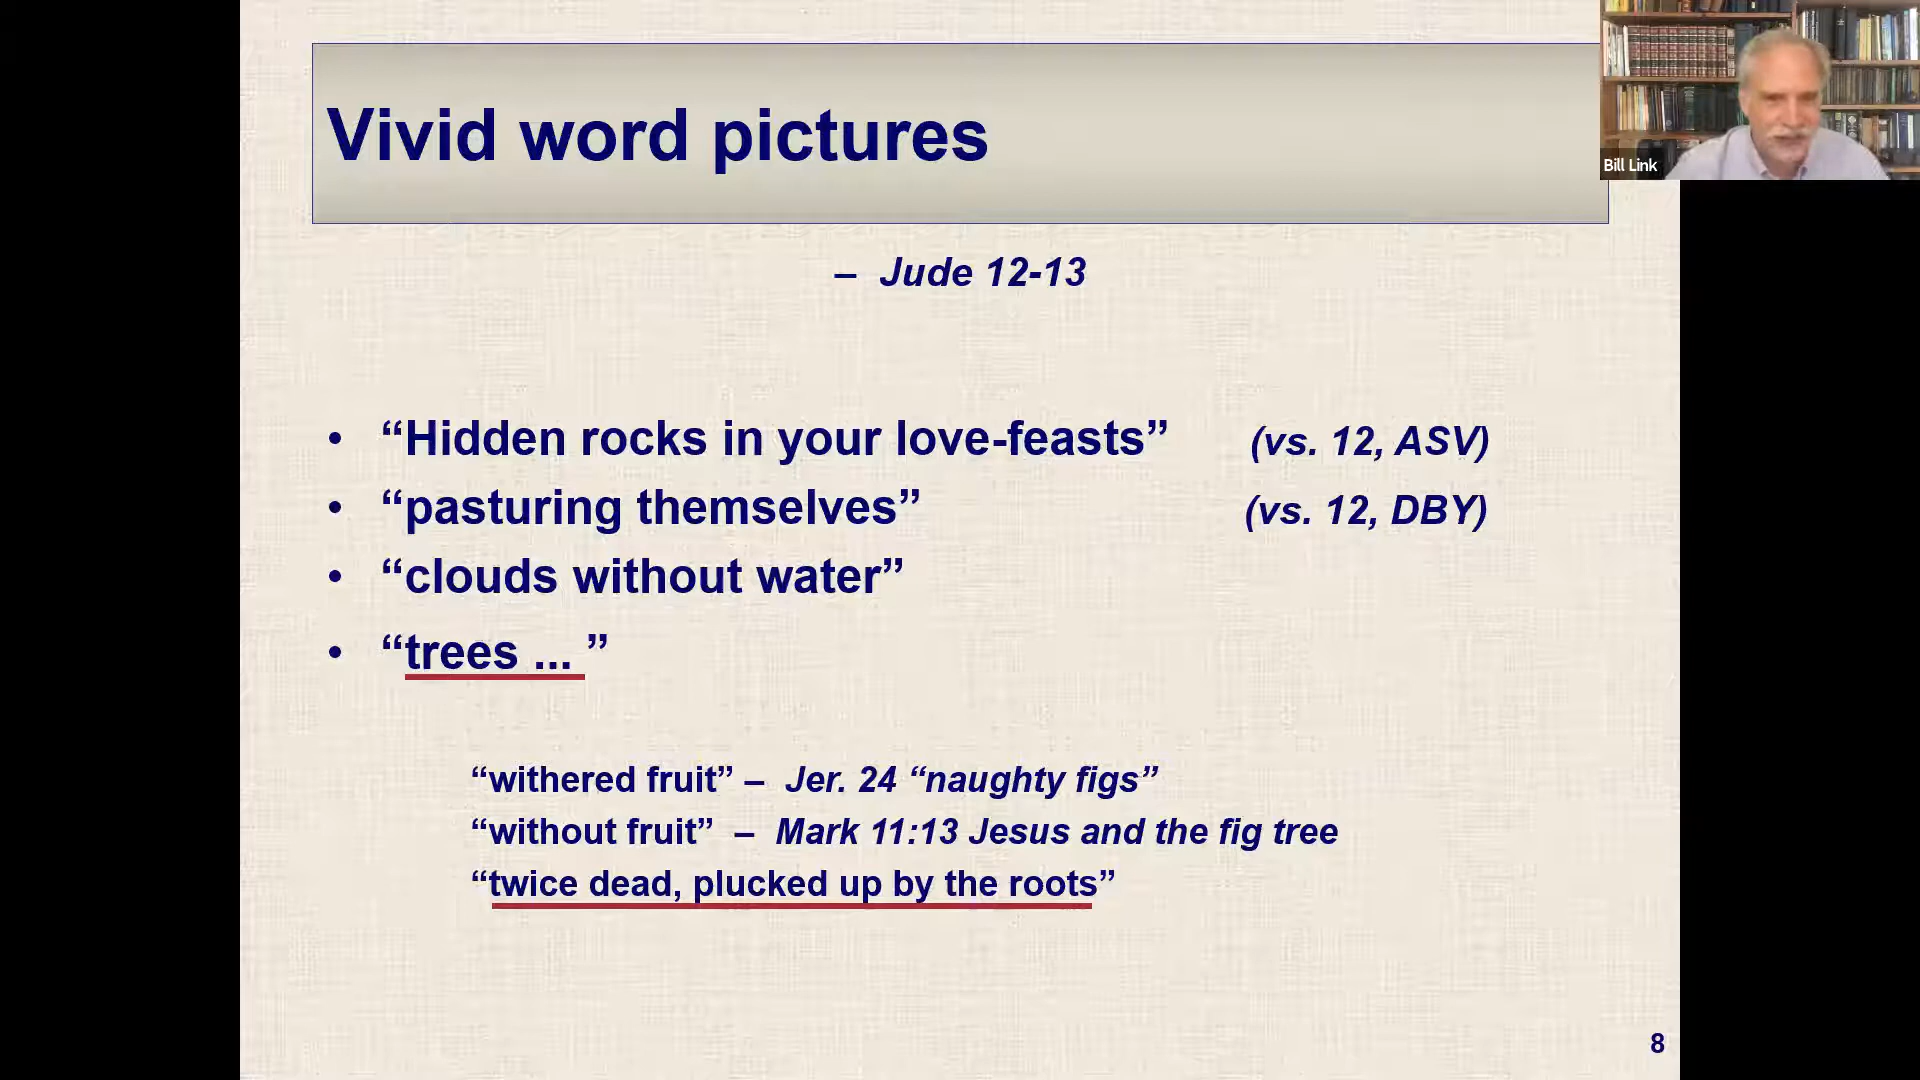 Vivid word pictures
Bill Link
– Jude 12-13
• “Hidden rocks in your love-feasts” (vs. 12, ASV)
• “pasturing themselves” (vs. 12, DBY)
• “clouds without water”
• “trees ... ”
“withered fruit” – Jer. 24 “naughty figs”
“without fruit” – Mark 11:13 Jesus and the fig tree
“twice dead, plucked up by the roots”
8